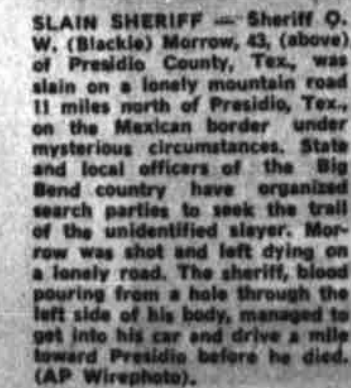 SLAIN SHERIFF — Sheriff O.
W. (Blackie) Morrow, 43, (above)
of Presidio County, Tex., was
slain on a lonely mountain road
11 miles north of Presidio, Tex.,
on the Mexican border under
mysterious circumstances. State
and local officers of the Big
Bend country have organized
search parties to seek the trail
of the unidentified slayer. Mor-
row was shot and left dying on
a lonely road. The sheriff, blood
pouring from a hole through the
left side of his body, managed to
get into his car and drive a mile
toward Presidio before he died.
(AP Wirephoto).